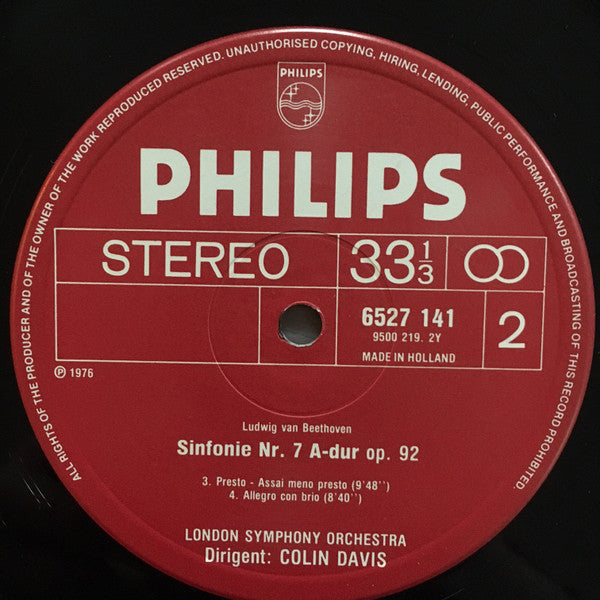 ALL RIGHTS OF THE PRODUCER AND OF THE OWNER OF THE WORK REPRODUCED RESERVED. UNAUTHORISED COPYING, HIRING, LENDING, PUBLIC PERFORMANCE AND BROADCASTING OF THIS RECORD PROHIBITED.
PHILIPS
PHILIPS
STEREO
33 1/3
6527 141
9500 219. 2Y
MADE IN HOLLAND
2
℗ 1976
Ludwig van Beethoven
Sinfonie Nr. 7 A-dur op. 92
3. Presto - Assai meno presto (9'48'')
4. Allegro con brio (8'40'')
LONDON SYMPHONY ORCHESTRA
Dirigent: COLIN DAVIS